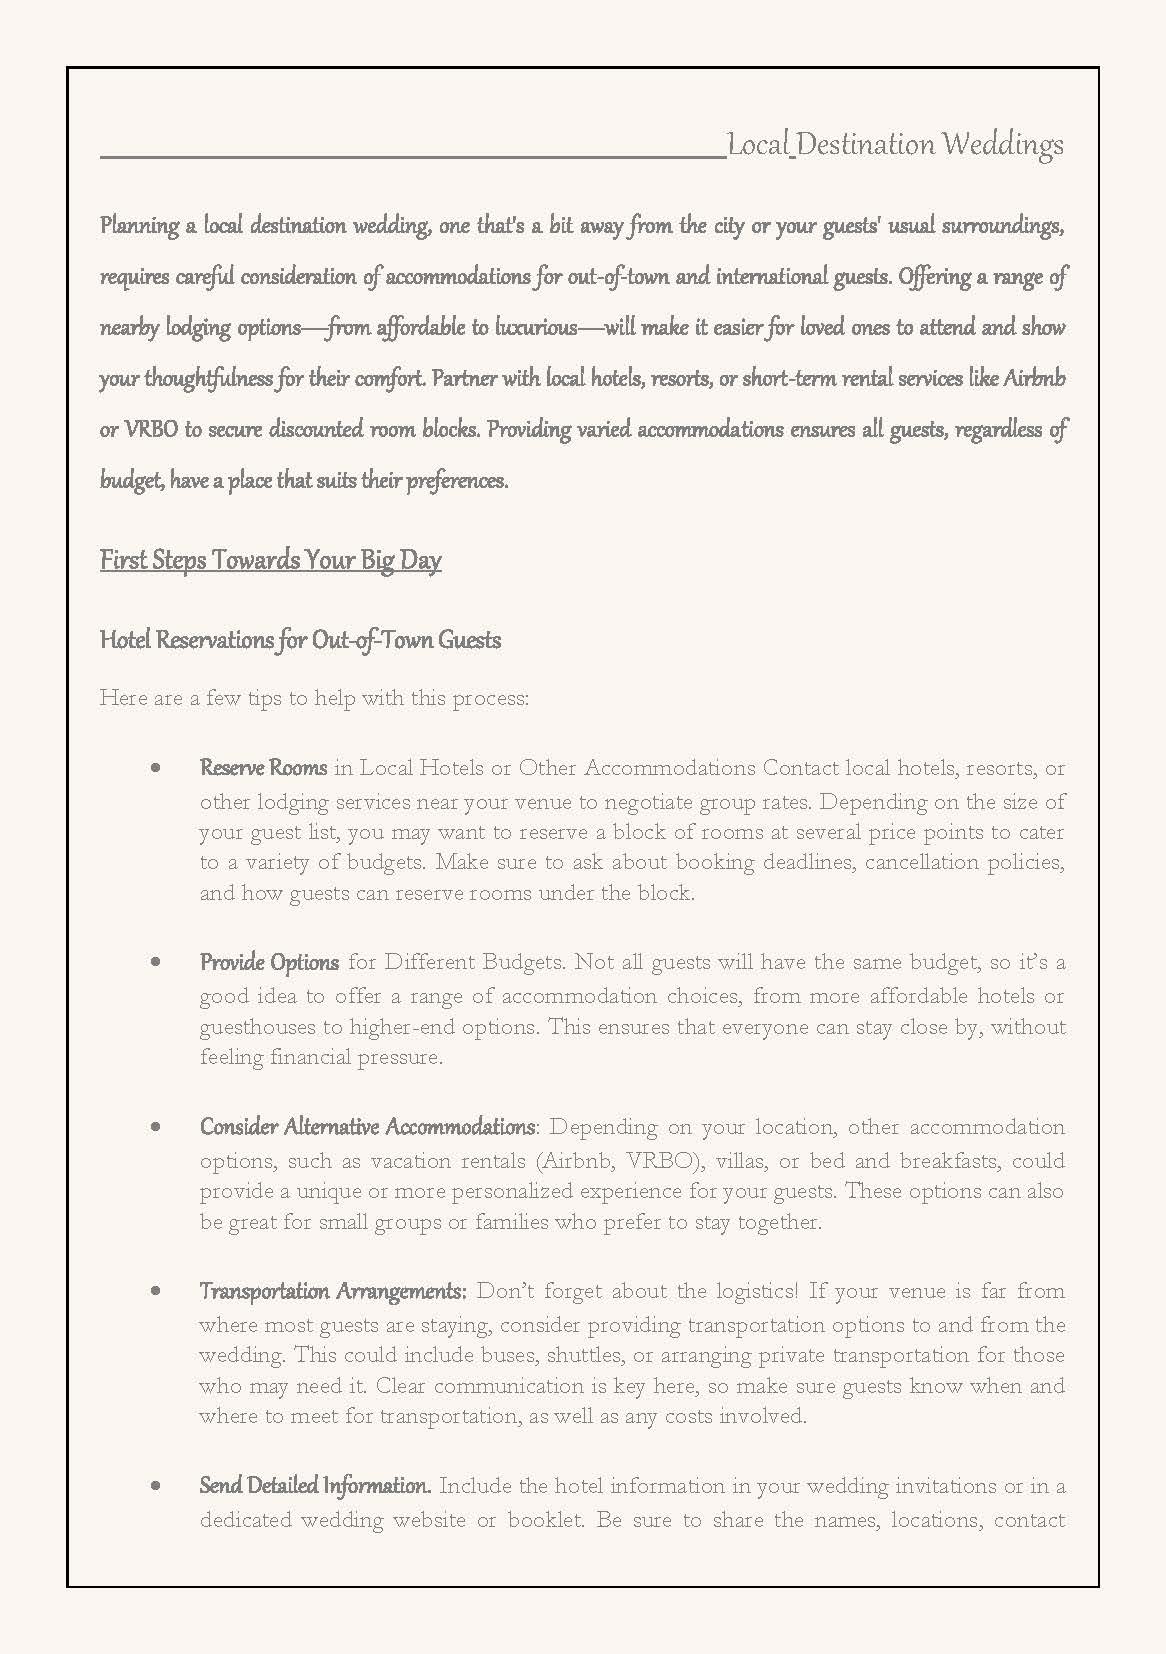 Local Destination Weddings
Planning a local destination wedding, one that's a bit away from the city or your guests' usual surroundings,
requires careful consideration of accommodations for out-of-town and international guests. Offering a range of
nearby lodging options—from affordable to luxurious—will make it easier for loved ones to attend and show
your thoughtfulness for their comfort. Partner with local hotels, resorts, or short-term rental services like Airbnb
or VRBO to secure discounted room blocks. Providing varied accommodations ensures all guests, regardless of
budget, have a place that suits their preferences.
First Steps Towards Your Big Day
Hotel Reservations for Out-of-Town Guests
Here are a few tips to help with this process:
• Reserve Rooms in Local Hotels or Other Accommodations Contact local hotels, resorts, or
other lodging services near your venue to negotiate group rates. Depending on the size of
your guest list, you may want to reserve a block of rooms at several price points to cater
to a variety of budgets. Make sure to ask about booking deadlines, cancellation policies,
and how guests can reserve rooms under the block.
• Provide Options for Different Budgets. Not all guests will have the same budget, so it’s a
good idea to offer a range of accommodation choices, from more affordable hotels or
guesthouses to higher-end options. This ensures that everyone can stay close by, without
feeling financial pressure.
• Consider Alternative Accommodations: Depending on your location, other accommodation
options, such as vacation rentals (Airbnb, VRBO), villas, or bed and breakfasts, could
provide a unique or more personalized experience for your guests. These options can also
be great for small groups or families who prefer to stay together.
• Transportation Arrangements: Don’t forget about the logistics! If your venue is far from
where most guests are staying, consider providing transportation options to and from the
wedding. This could include buses, shuttles, or arranging private transportation for those
who may need it. Clear communication is key here, so make sure guests know when and
where to meet for transportation, as well as any costs involved.
• Send Detailed Information. Include the hotel information in your wedding invitations or in a
dedicated wedding website or booklet. Be sure to share the names, locations, contact